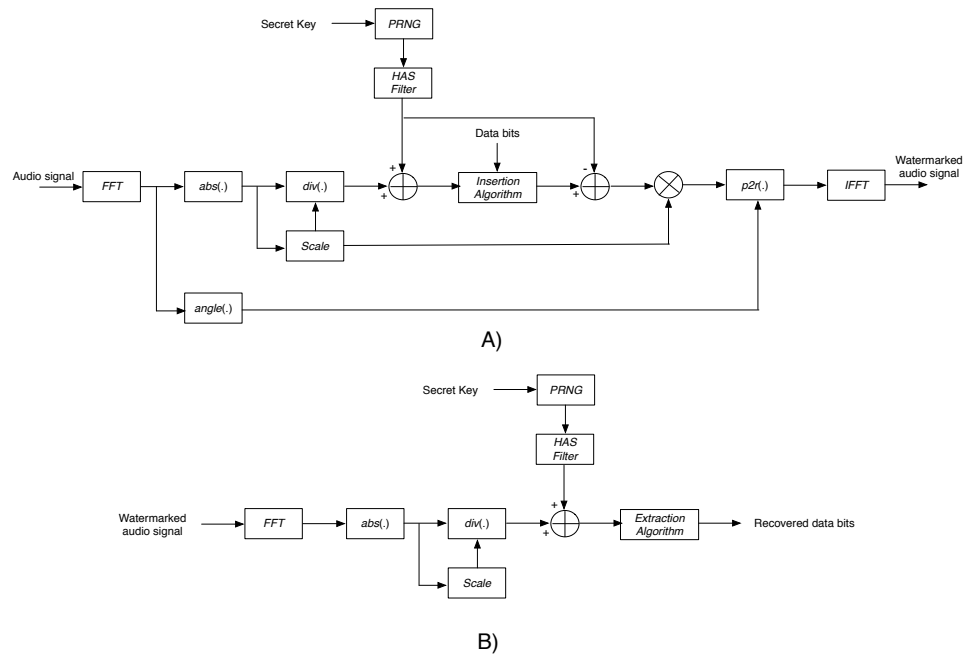 Secret Key
PRNG
HAS
Filter
Data bits
+
-
Audio signal
FFT
abs(.)
div(.)
+
Insertion
Algorithm
+
p2r(.)
IFFT
Watermarked
audio signal
Scale
angle(.)
A)
Secret Key
PRNG
HAS
Filter
+
Watermarked
audio signal
FFT
abs(.)
div(.)
+
Extraction
Algorithm
Recovered data bits
Scale
B)